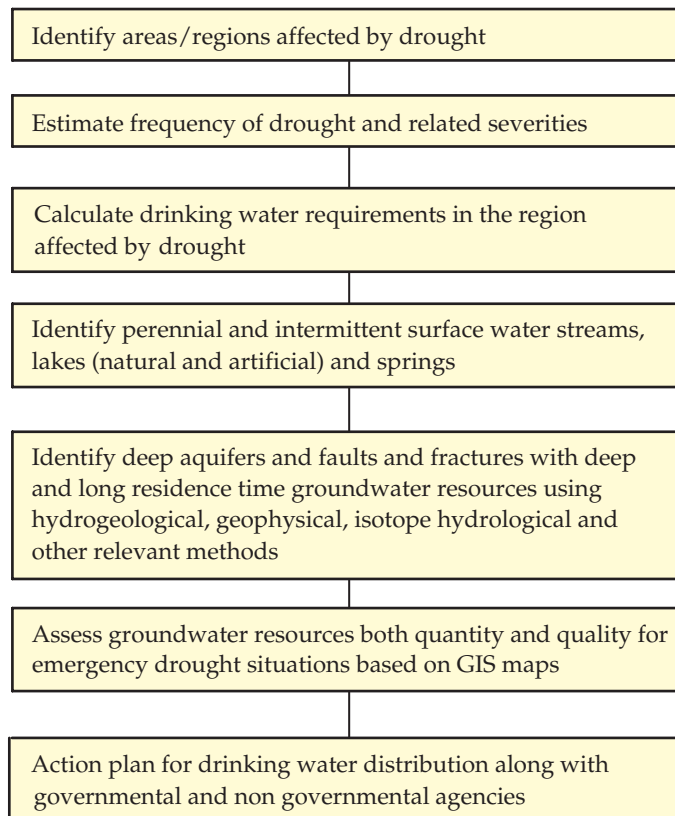 Identify areas/regions affected by drought
Estimate frequency of drought and related severities
Calculate drinking water requirements in the region
affected by drought
Identify perennial and intermittent surface water streams,
lakes (natural and artificial) and springs
Identify deep aquifers and faults and fractures with deep
and long residence time groundwater resources using
hydrogeological, geophysical, isotope hydrological and
other relevant methods
Assess groundwater resources both quantity and quality for
emergency drought situations based on GIS maps
Action plan for drinking water distribution along with
governmental and non governmental agencies